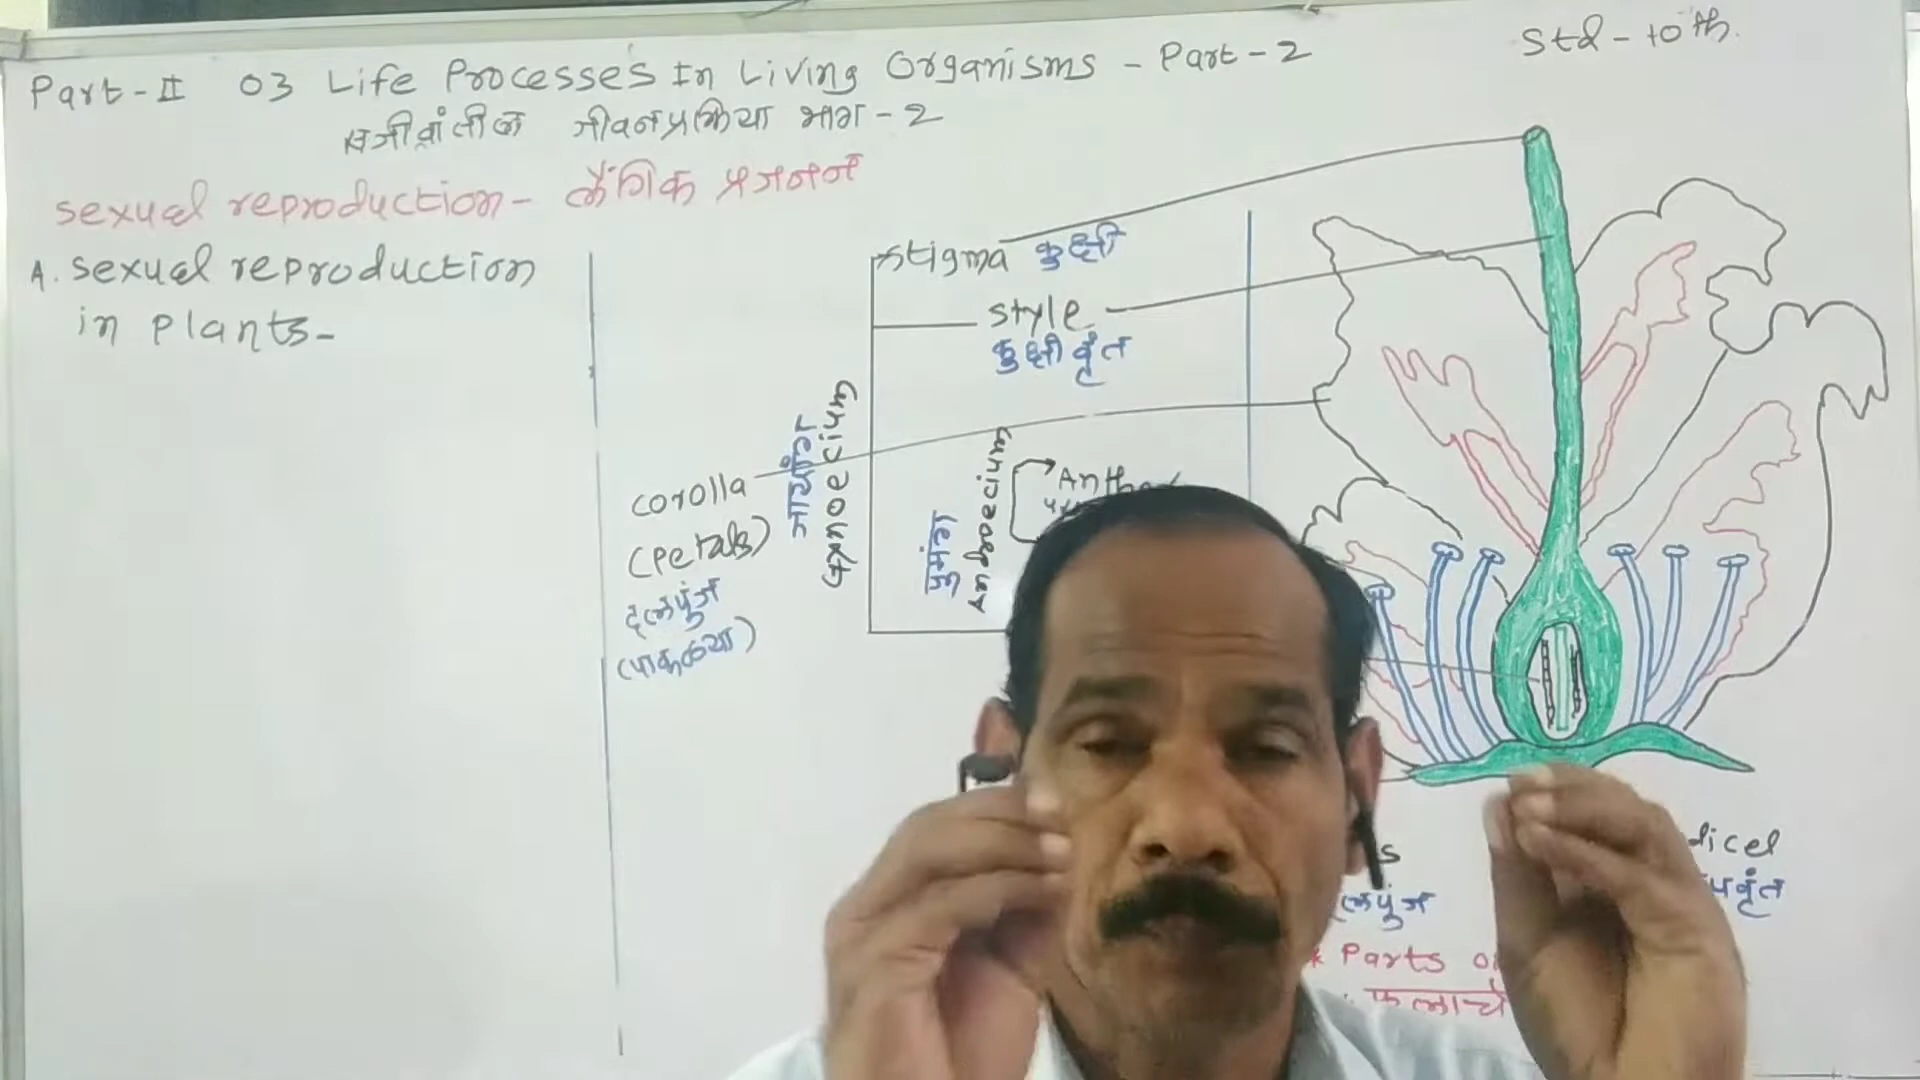 Part-II 03 Life Processes In Living Organisms - Part-2
Std-10th.
सजीवांतील जीवनप्रक्रिया भाग-2
sexual reproduction- लैंगिक प्रजनन
A. sexual reproduction
in plants-
stigma कुक्षी
style
कुक्षी वृंत
जायांग
Gynoecium
corolla
(Petals)
दलपुंज
(पाकळ्या)
पुमंग
Androecium
dicel
Parts